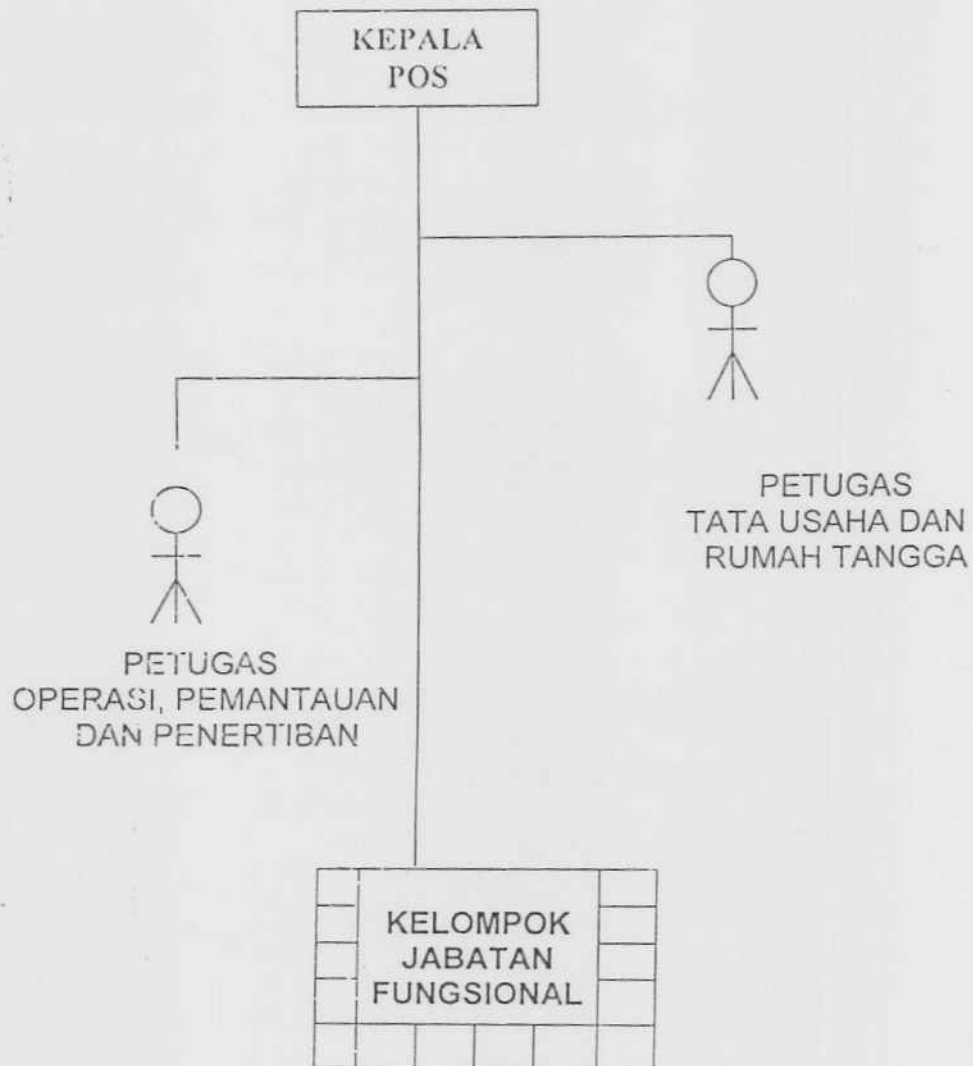 KEPALA
POS
PETUGAS
TATA USAHA DAN
RUMAH TANGGA
PETUGAS
OPERASI, PEMANTAUAN
DAN PENERTIBAN
KELOMPOK
JABATAN
FUNGSIONAL